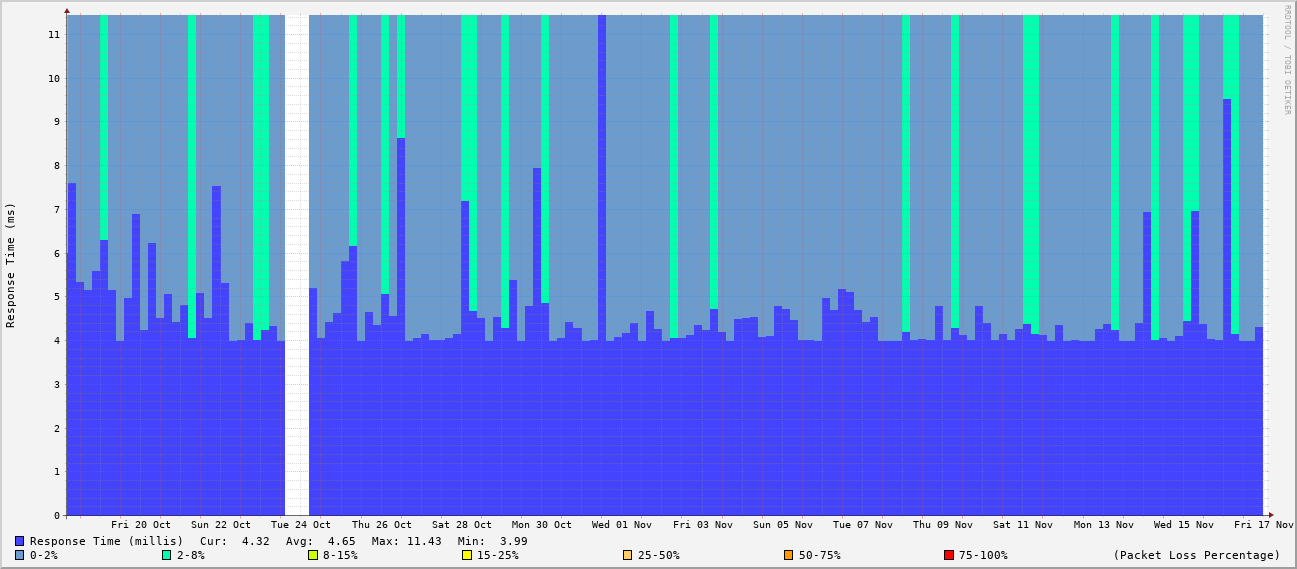 RRDTOOL / TOBI OETIKER
Response Time (ms)
11
10
9
8
7
6
5
4
3
2
1
0
Fri 20 Oct Sun 22 Oct Tue 24 Oct Thu 26 Oct Sat 28 Oct Mon 30 Oct Wed 01 Nov Fri 03 Nov Sun 05 Nov Tue 07 Nov Thu 09 Nov Sat 11 Nov Mon 13 Nov Wed 15 Nov Fri 17 Nov
Response Time (millis) Cur: 4.32 Avg: 4.65 Max: 11.43 Min: 3.99
0-2% 2-8% 8-15% 15-25% 25-50% 50-75% 75-100% (Packet Loss Percentage)